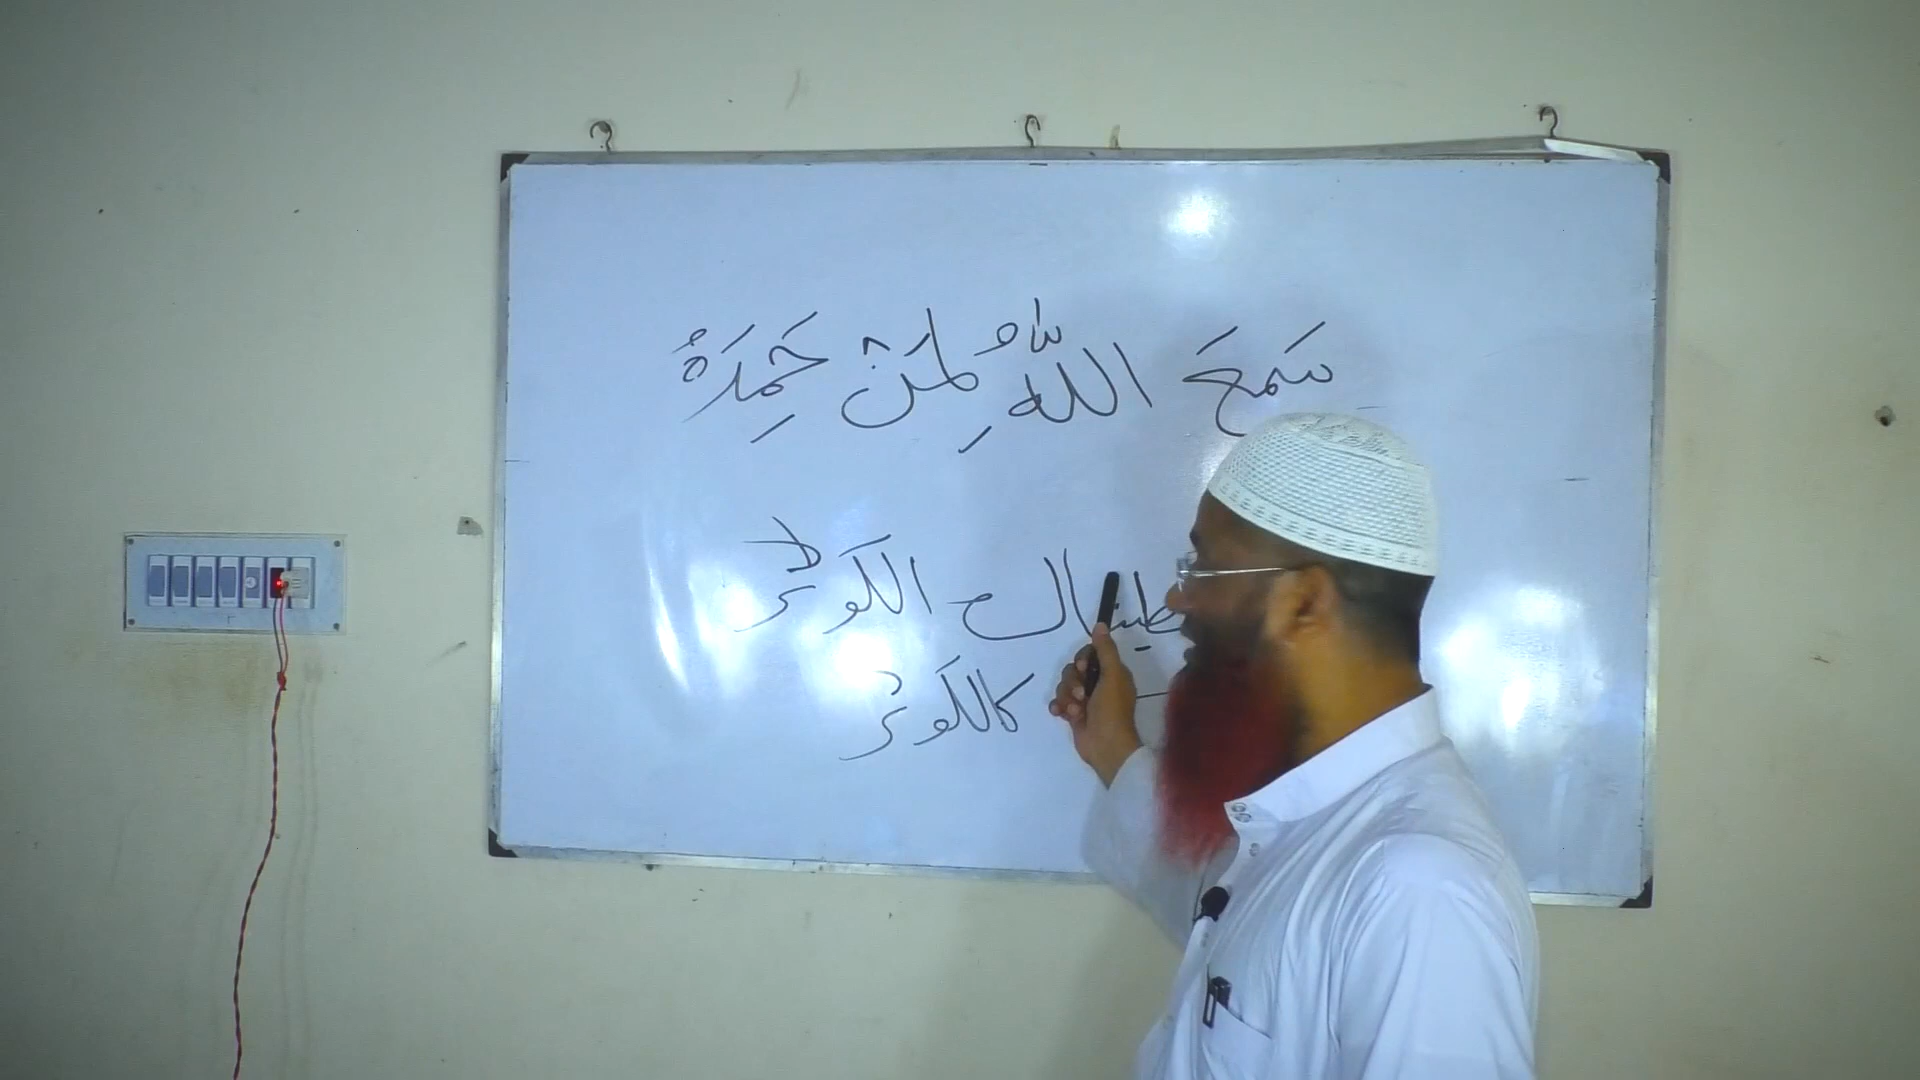 سَمِعَ اللّٰهُ لِمَنْ حَمِدَهُ
الكوثر
كالكوثر